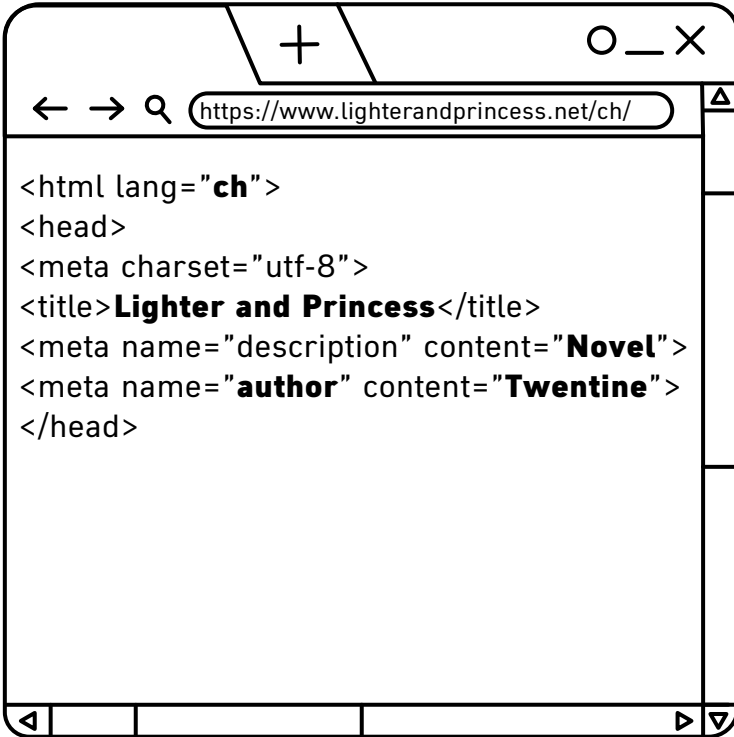 https://www.lighterandprincess.net/ch/
<html lang="ch">
<head>
<meta charset="utf-8">
<title>Lighter and Princess</title>
<meta name="description" content="Novel">
<meta name="author" content="Twentine">
</head>